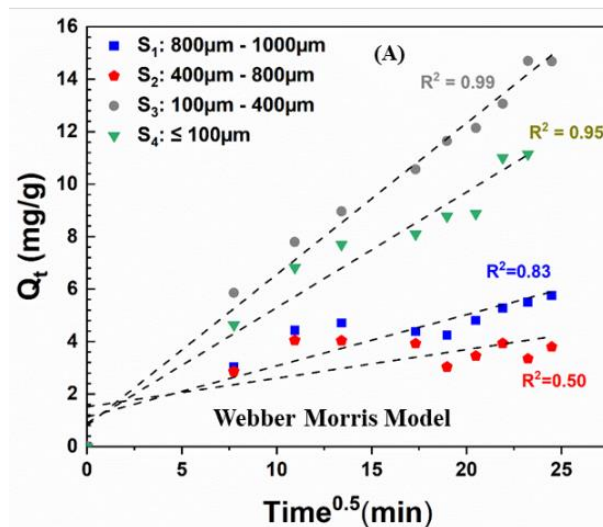 (A)
S1: 800µm - 1000µm
S2: 400µm - 800µm
S3: 100µm - 400µm
S4: ≤ 100µm
R² = 0.99
R² = 0.95
R²=0.83
R²=0.50
Webber Morris Model
Qt (mg/g)
16
14
12
10
8
6
4
2
0
0 5 10 15 20 25
Time^0.5(min)